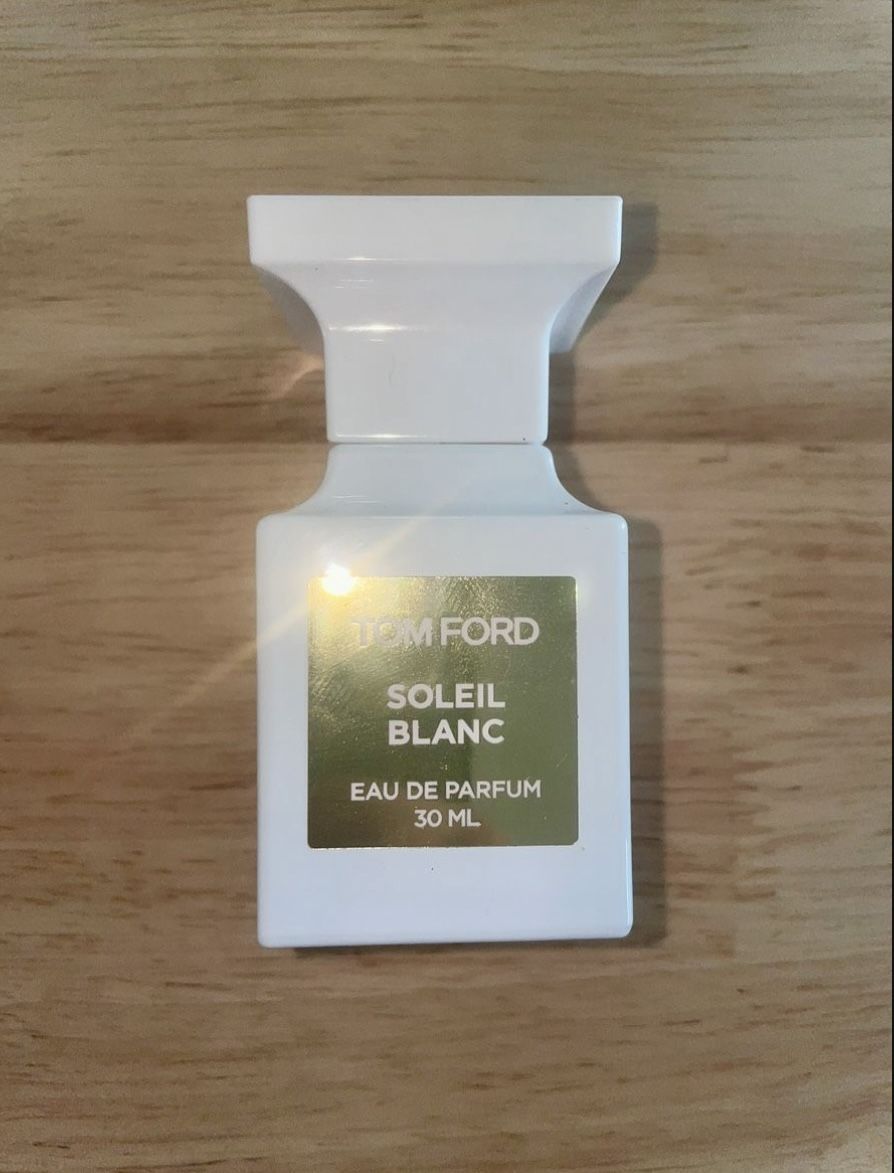 TOM FORD
SOLEIL
BLANC
EAU DE PARFUM
30 ML